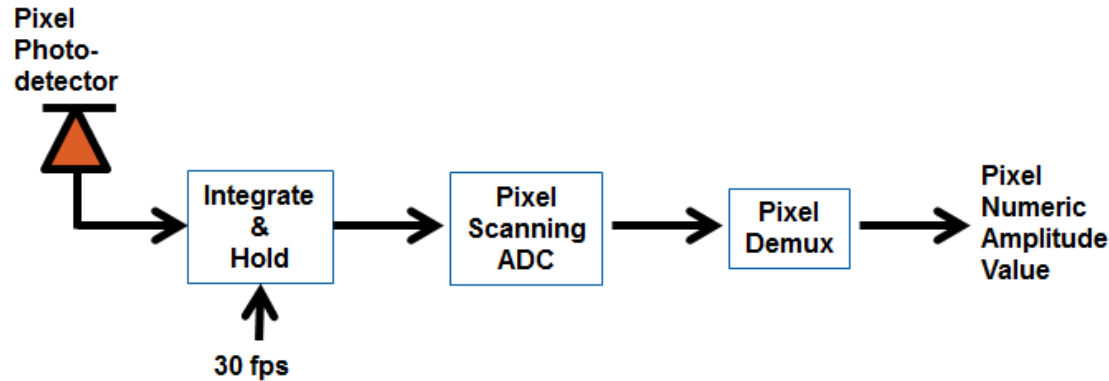 Pixel
Photo-
detector
Integrate
&
Hold
30 fps
Pixel
Scanning
ADC
Pixel
Demux
Pixel
Numeric
Amplitude
Value